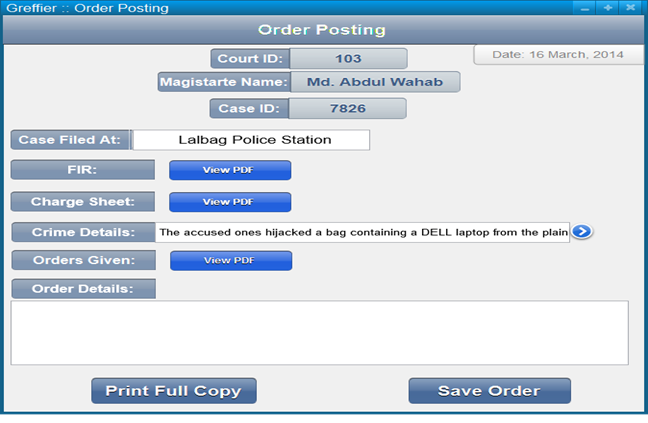 Greffier :: Order Posting
Order Posting
Date: 16 March, 2014
Court ID: 103
Magistarte Name: Md. Abdul Wahab
Case ID: 7826
Case Filed At: Lalbag Police Station
FIR: View PDF
Charge Sheet: View PDF
Crime Details: The accused ones hijacked a bag containing a DELL laptop from the plain
Orders Given: View PDF
Order Details:
Print Full Copy Save Order